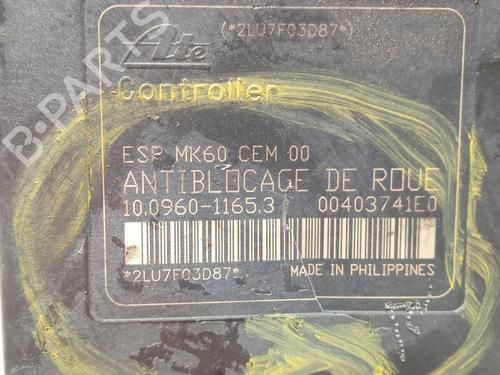 (*2LU7F03D87*)
Ate
Controller
ESP MK60 CEM 00
ANTIBLOCAGE DE ROUE
10.0960-1165.3 00403741E0
*2LU7F03D87* MADE IN PHILIPPINES
B-PARTS